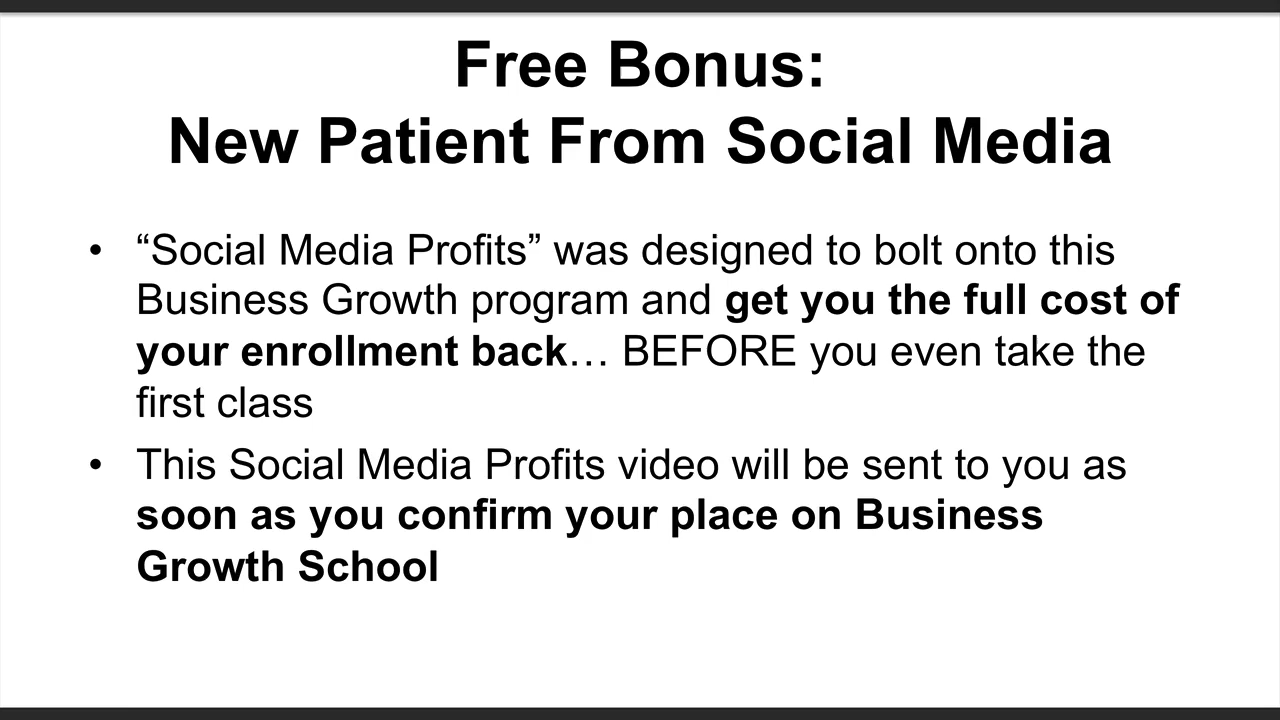 Free Bonus:
New Patient From Social Media
• “Social Media Profits” was designed to bolt onto this
Business Growth program and get you the full cost of
your enrollment back… BEFORE you even take the
first class
• This Social Media Profits video will be sent to you as
soon as you confirm your place on Business
Growth School